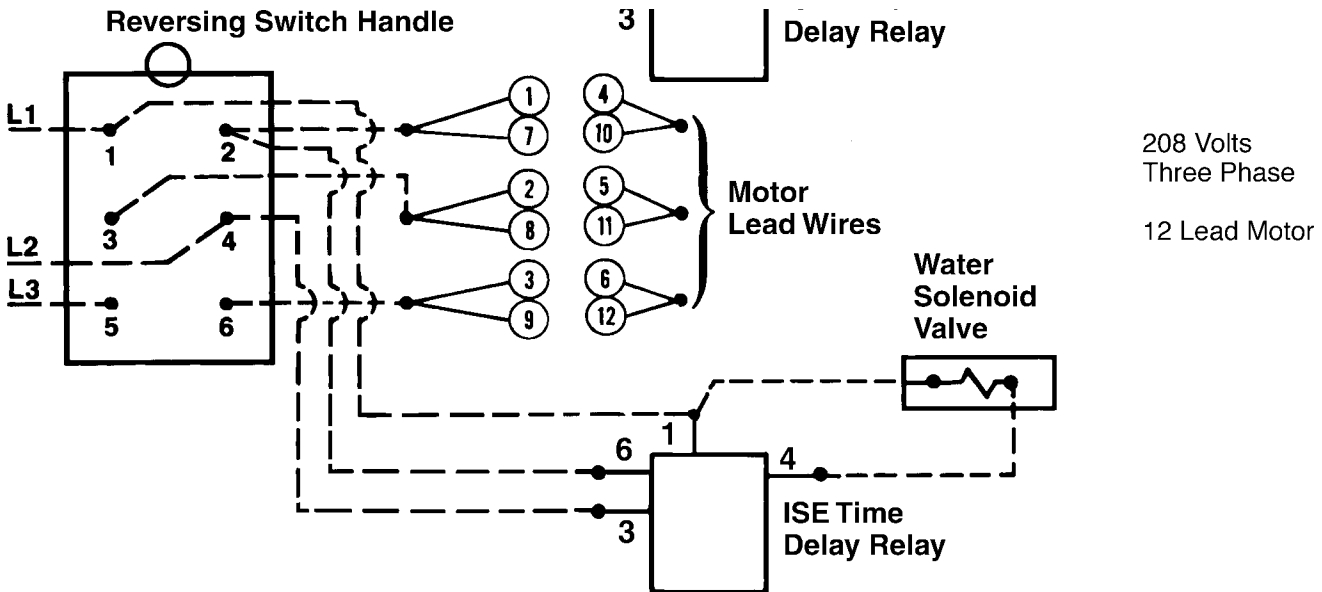 Reversing Switch Handle
3
Delay Relay
L1
1
2
3
4
L2
L3
5
6
1
7
2
8
3
9
4
10
5
11
6
12
Motor
Lead Wires
208 Volts
Three Phase
12 Lead Motor
Water
Solenoid
Valve
1
6
4
3
ISE Time
Delay Relay